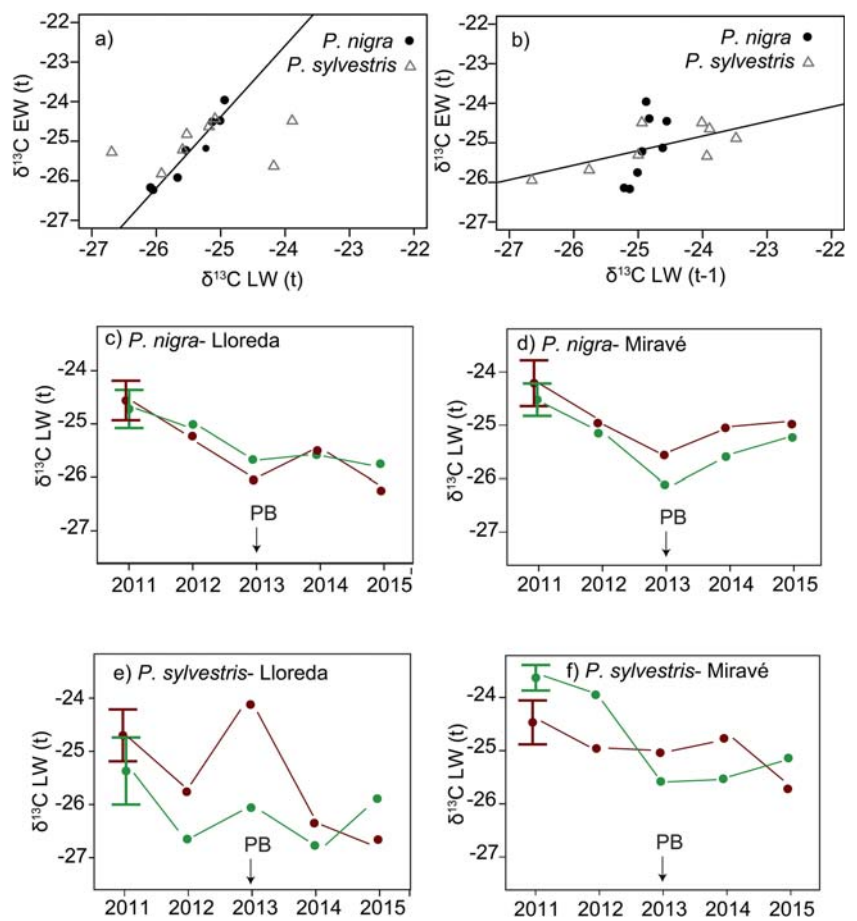 a)
P. nigra
P. sylvestris
-22
-23
-24
-25
-26
-27
δ¹³C EW (t)
-27 -26 -25 -24 -23 -22
δ¹³C LW (t)
b)
P. nigra
P. sylvestris
-22
-23
-24
-25
-26
-27
δ¹³C EW (t)
-27 -26 -25 -24 -23 -22
δ¹³C LW (t-1)
c) P. nigra- Lloreda
-24
-25
-26
-27
δ¹³C LW (t)
PB
2011 2012 2013 2014 2015
d) P. nigra- Miravé
-24
-25
-26
-27
δ¹³C LW (t)
PB
2011 2012 2013 2014 2015
e) P. sylvestris- Lloreda
-24
-25
-26
-27
δ¹³C LW (t)
PB
2011 2012 2013 2014 2015
f) P. sylvestris- Miravé
-24
-25
-26
-27
δ¹³C LW (t)
PB
2011 2012 2013 2014 2015